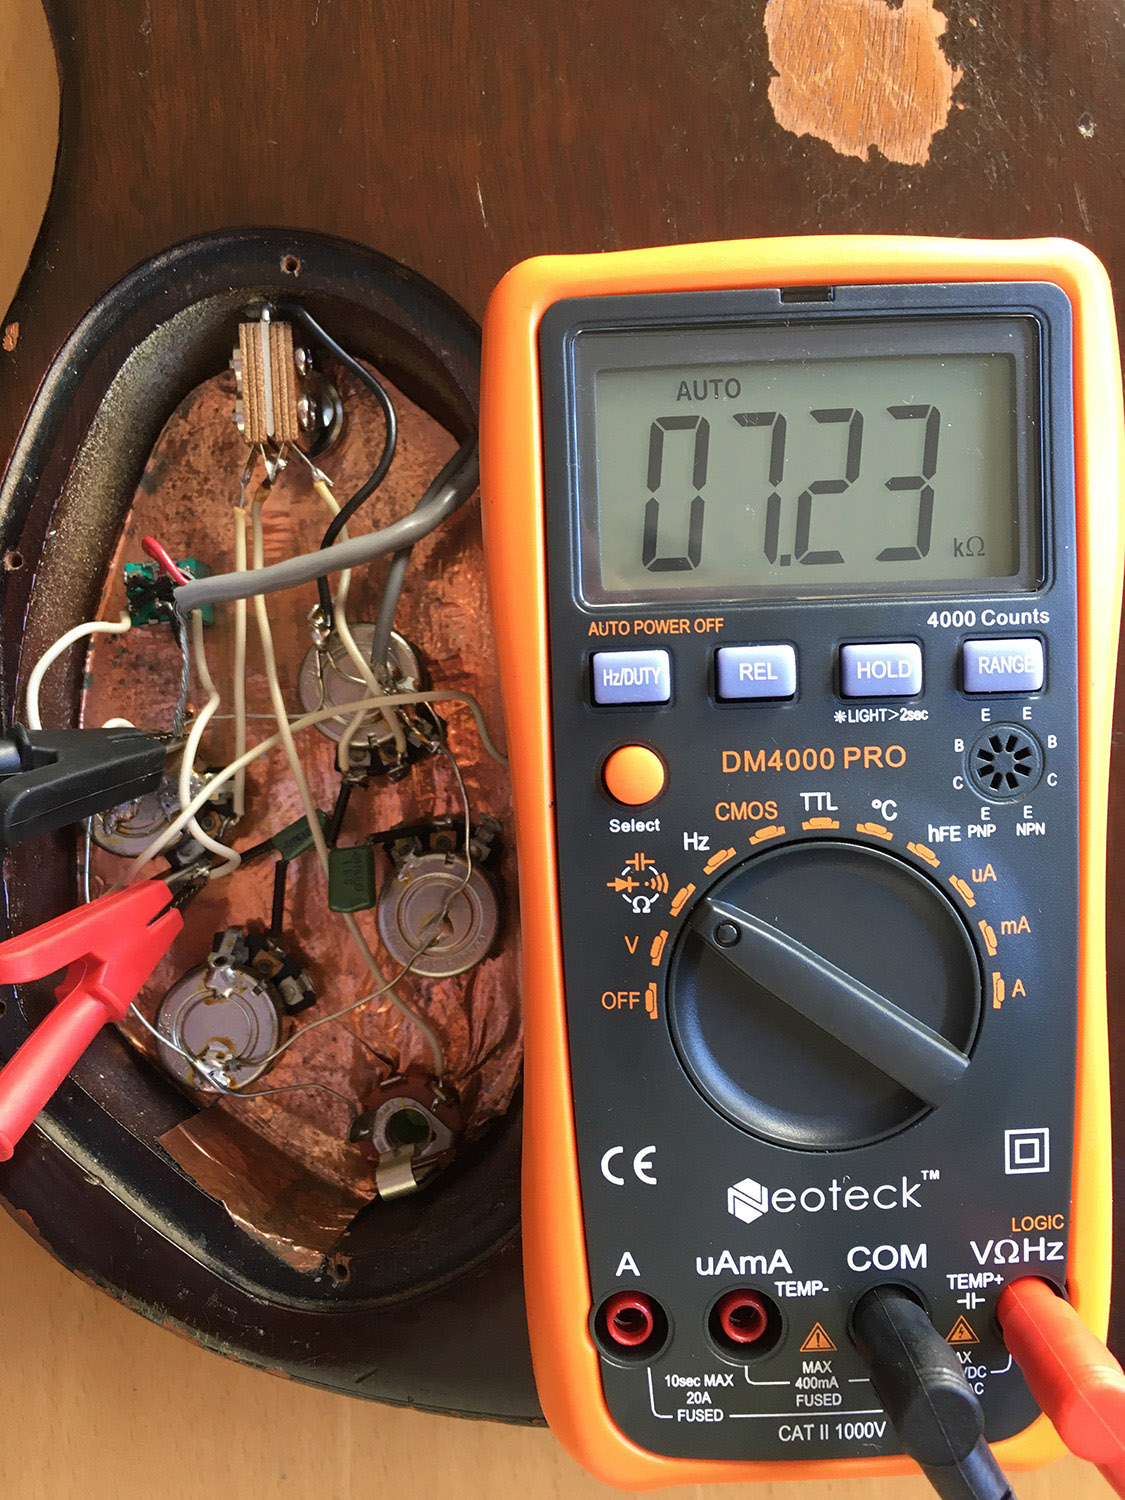 AUTO
07.23 kΩ
AUTO POWER OFF
4000 Counts
Hz/DUTY REL HOLD RANGE
✳LIGHT>2sec
DM4000 PRO
Select
E E
B B
C C
E E
PNP NPN
Hz CMOS TTL °C hFE
Ω
uA
V
mA
OFF
A
CE
Neoteck™
LOGIC
A uAmA COM VΩHz
TEMP- TEMP+
10sec MAX
20A
FUSED
MAX
400mA
FUSED
CAT II 1000V